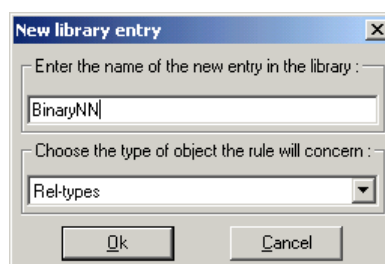 New library entry
Enter the name of the new entry in the library :
BinaryNN
Choose the type of object the rule will concern :
Rel-types
Ok
Cancel